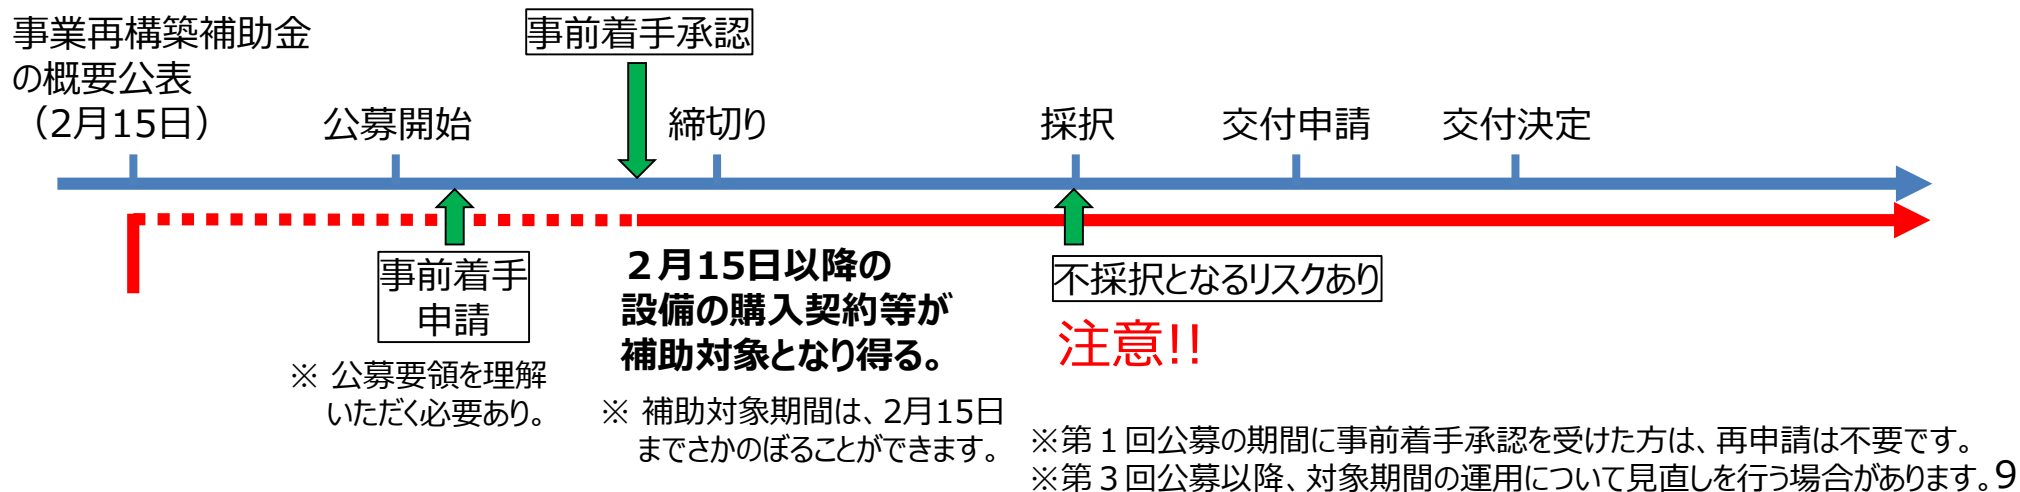 事業再構築補助金
の概要公表
（2月15日）
事前着手承認
公募開始
締切り
採択
交付申請
交付決定
事前着手
申請
※ 公募要領を理解
いただく必要あり。
２月15日以降の
設備の購入契約等が
補助対象となり得る。
※ 補助対象期間は、2月15日
までさかのぼることができます。
不採択となるリスクあり
注意!!
※第１回公募の期間に事前着手承認を受けた方は、再申請は不要です。
※第３回公募以降、対象期間の運用について見直しを行う場合があります。
9